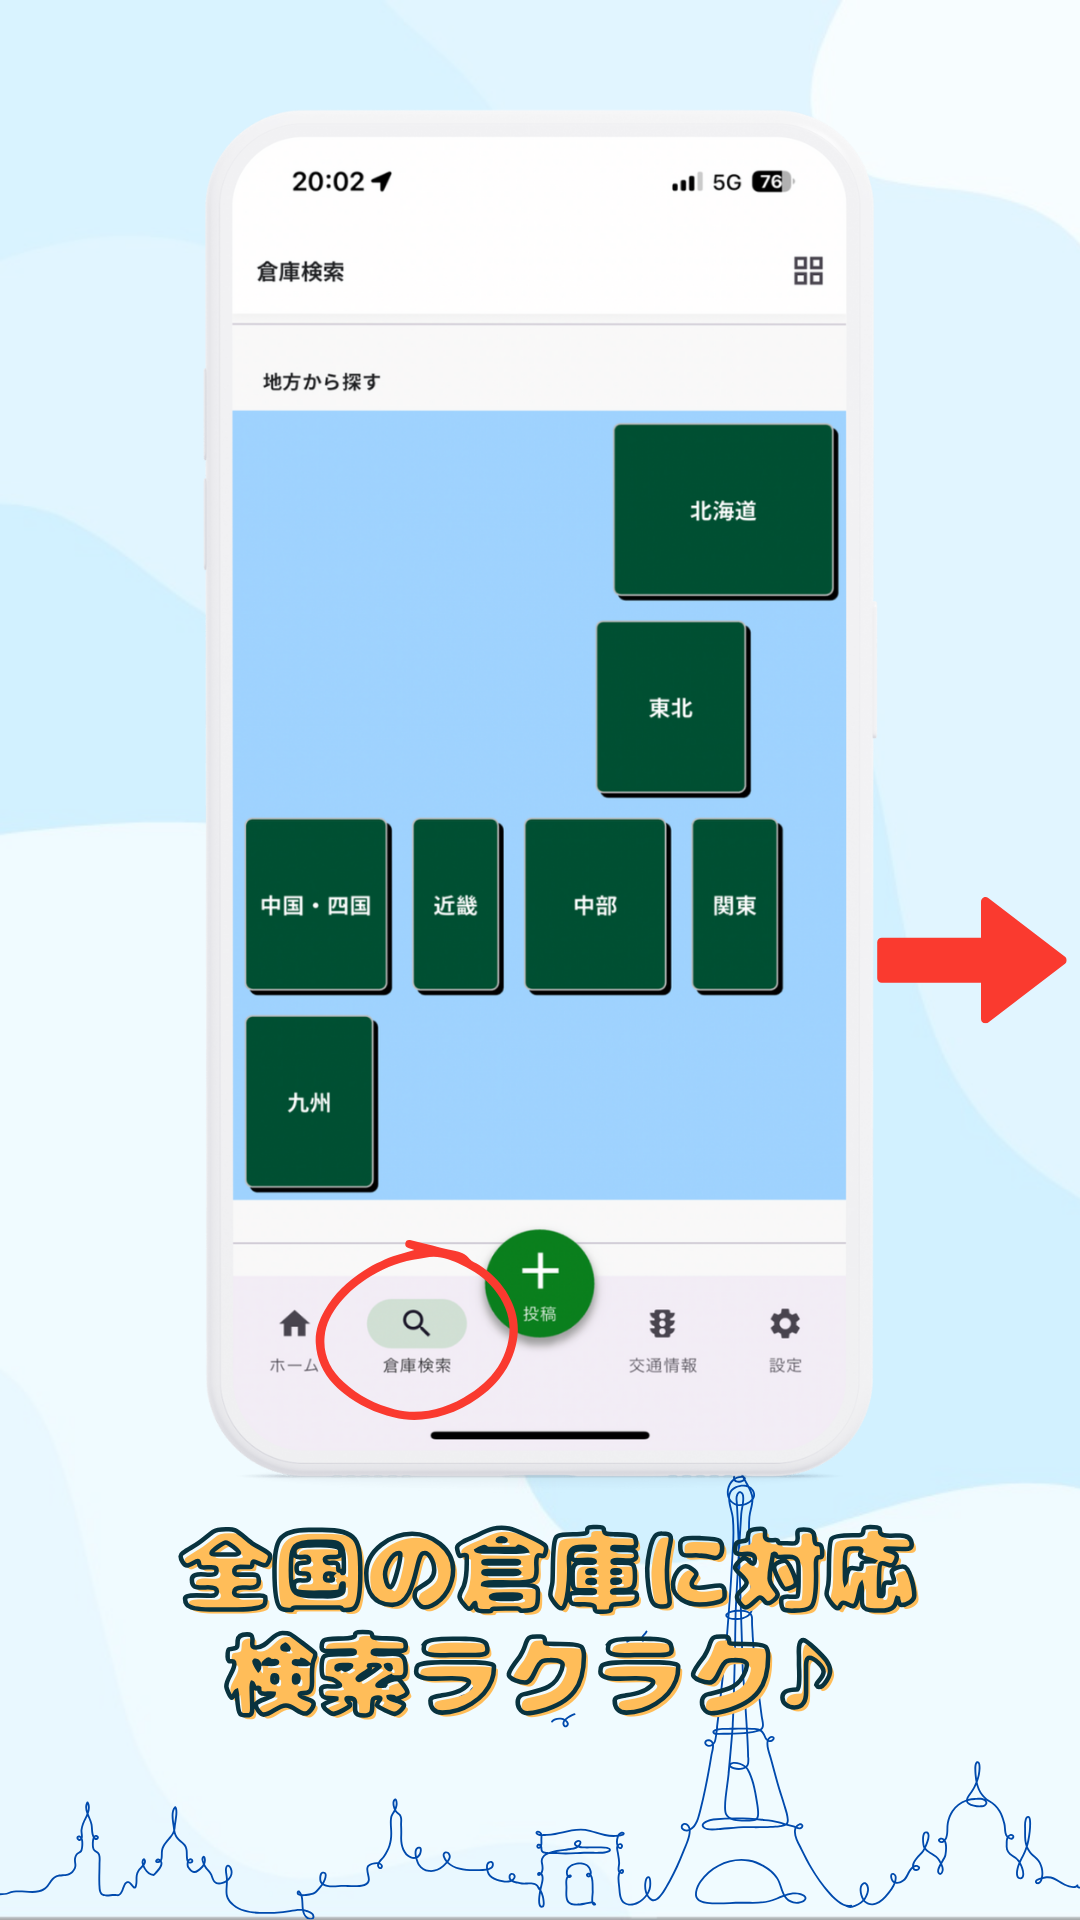 20:02
5G
76
倉庫検索
地方から探す
北海道
東北
中国・四国
近畿
中部
関東
九州
投稿
ホーム
倉庫検索
交通情報
設定
全国の倉庫に対応
検索ラクラク♪